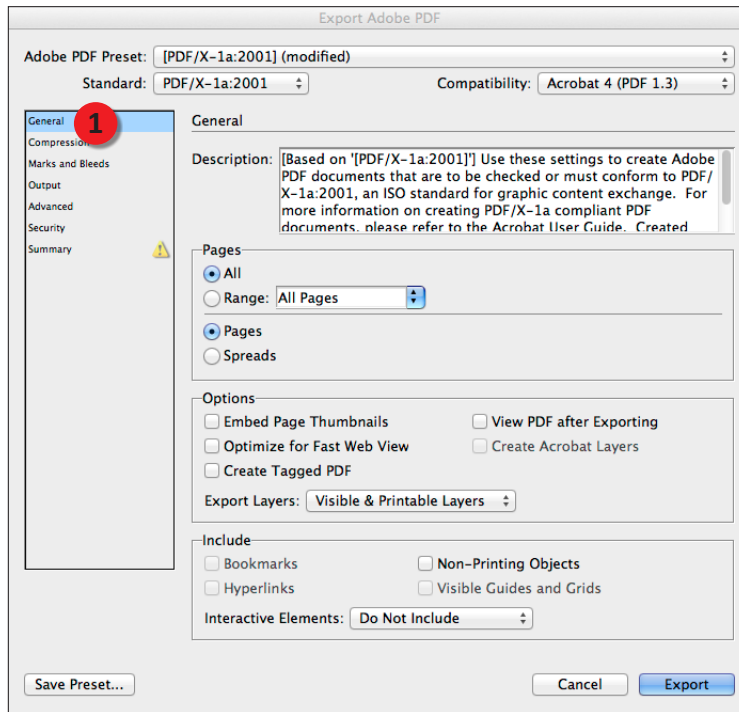 Export Adobe PDF
Adobe PDF Preset: [PDF/X-1a:2001] (modified)
Standard: PDF/X-1a:2001 Compatibility: Acrobat 4 (PDF 1.3)
General
1
Compression
Marks and Bleeds
Output
Advanced
Security
Summary
General
Description: [Based on '[PDF/X-1a:2001]'] Use these settings to create Adobe
PDF documents that are to be checked or must conform to PDF/
X-1a:2001, an ISO standard for graphic content exchange. For
more information on creating PDF/X-1a compliant PDF
documents, please refer to the Acrobat User Guide. Created
Pages
All
Range: All Pages
Pages
Spreads
Options
Embed Page Thumbnails View PDF after Exporting
Optimize for Fast Web View Create Acrobat Layers
Create Tagged PDF
Export Layers: Visible & Printable Layers
Include
Bookmarks Non-Printing Objects
Hyperlinks Visible Guides and Grids
Interactive Elements: Do Not Include
Save Preset... Cancel Export